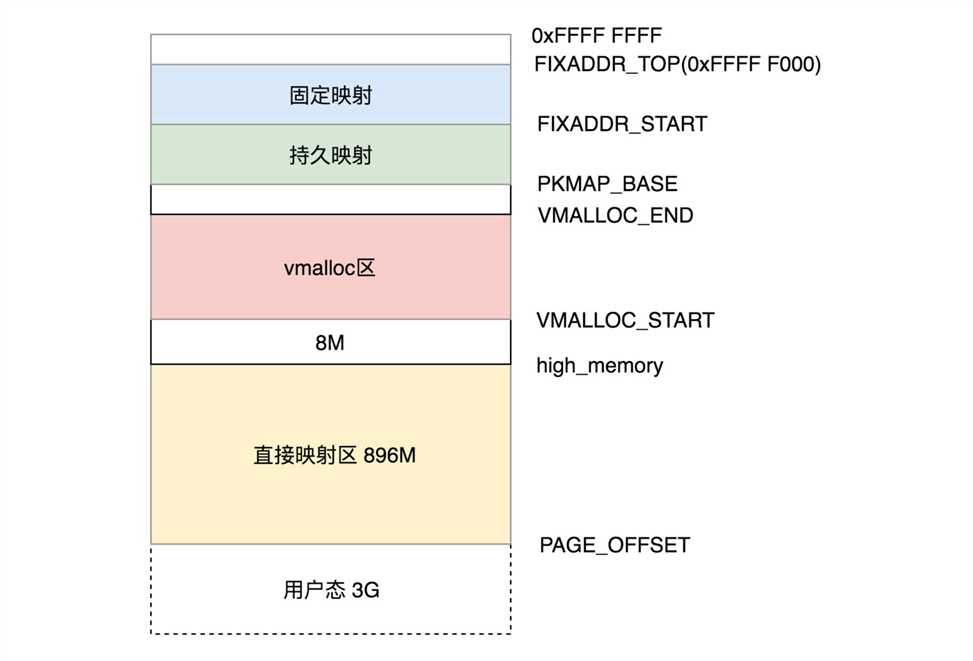 0xFFFF FFFF
FIXADDR_TOP(0xFFFF F000)
固定映射
FIXADDR_START
持久映射
PKMAP_BASE
VMALLOC_END
vmalloc区
VMALLOC_START
8M
high_memory
直接映射区 896M
PAGE_OFFSET
用户态 3G